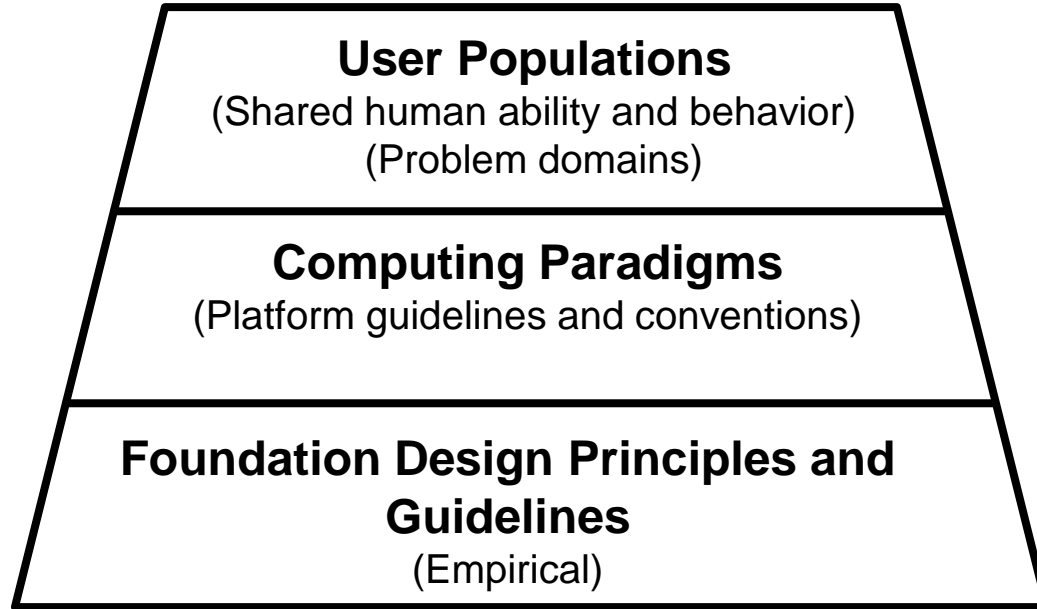 User Populations
(Shared human ability and behavior)
(Problem domains)
Computing Paradigms
(Platform guidelines and conventions)
Foundation Design Principles and
Guidelines
(Empirical)